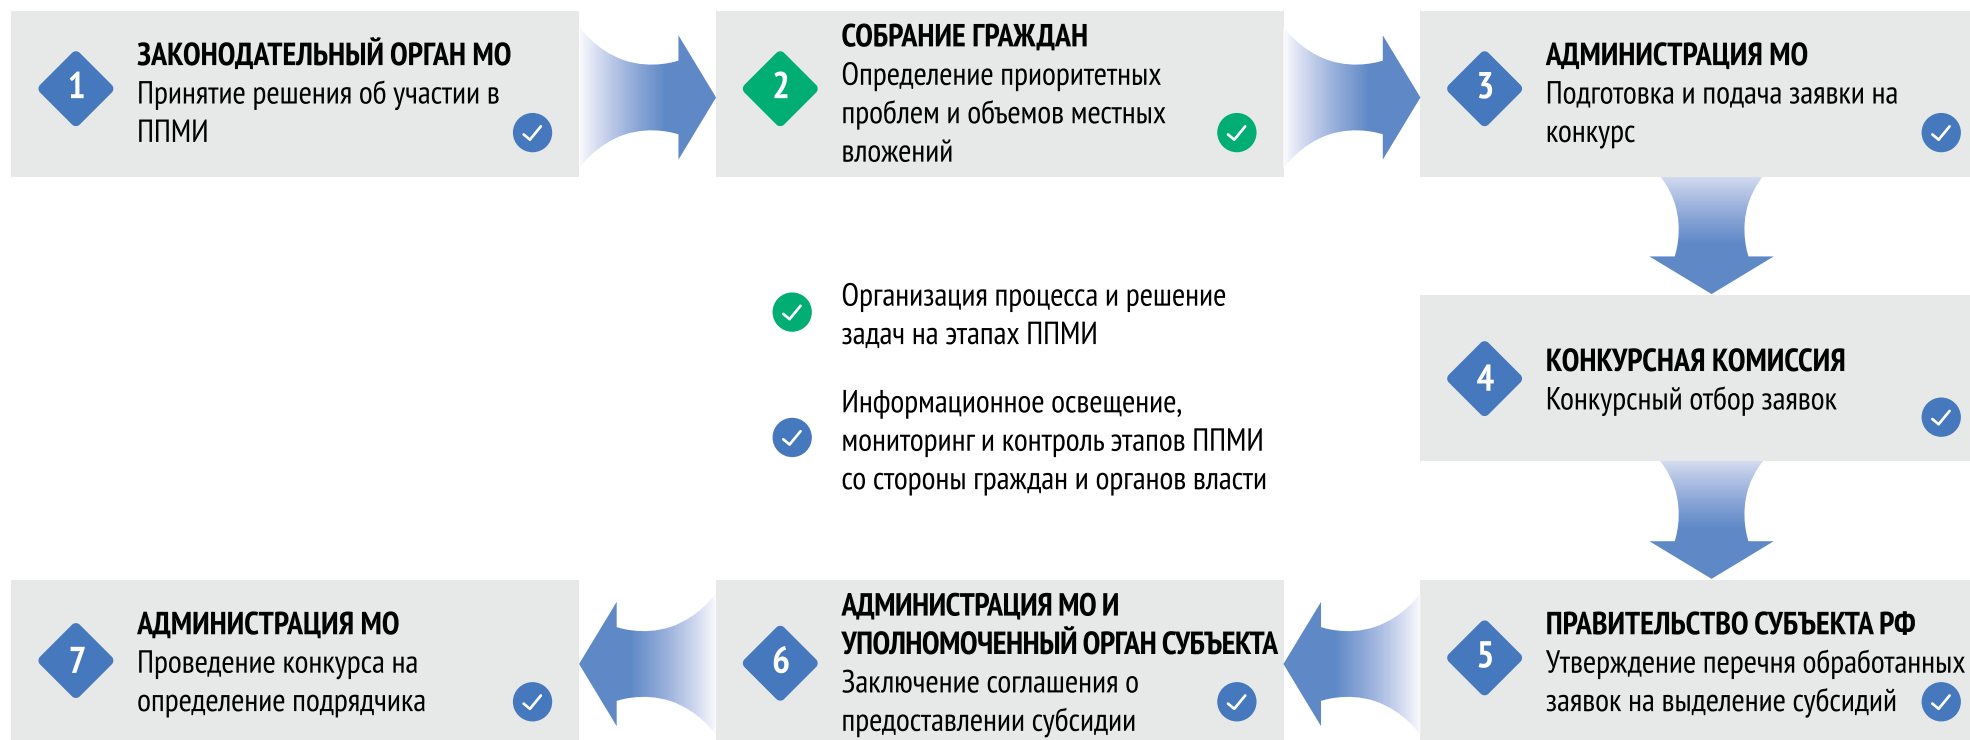 1
ЗАКОНОДАТЕЛЬНЫЙ ОРГАН МО
Принятие решения об участии в
ППМИ
2
СОБРАНИЕ ГРАЖДАН
Определение приоритетных
проблем и объемов местных
вложений
3
АДМИНИСТРАЦИЯ МО
Подготовка и подача заявки на
конкурс
Организация процесса и решение
задач на этапах ППМИ
Информационное освещение,
мониторинг и контроль этапов ППМИ
со стороны граждан и органов власти
4
КОНКУРСНАЯ КОМИССИЯ
Конкурсный отбор заявок
5
ПРАВИТЕЛЬСТВО СУБЪЕКТА РФ
Утверждение перечня обработанных
заявок на выделение субсидий
6
АДМИНИСТРАЦИЯ МО И
УПОЛНОМОЧЕННЫЙ ОРГАН СУБЪЕКТА
Заключение соглашения о
предоставлении субсидии
7
АДМИНИСТРАЦИЯ МО
Проведение конкурса на
определение подрядчика